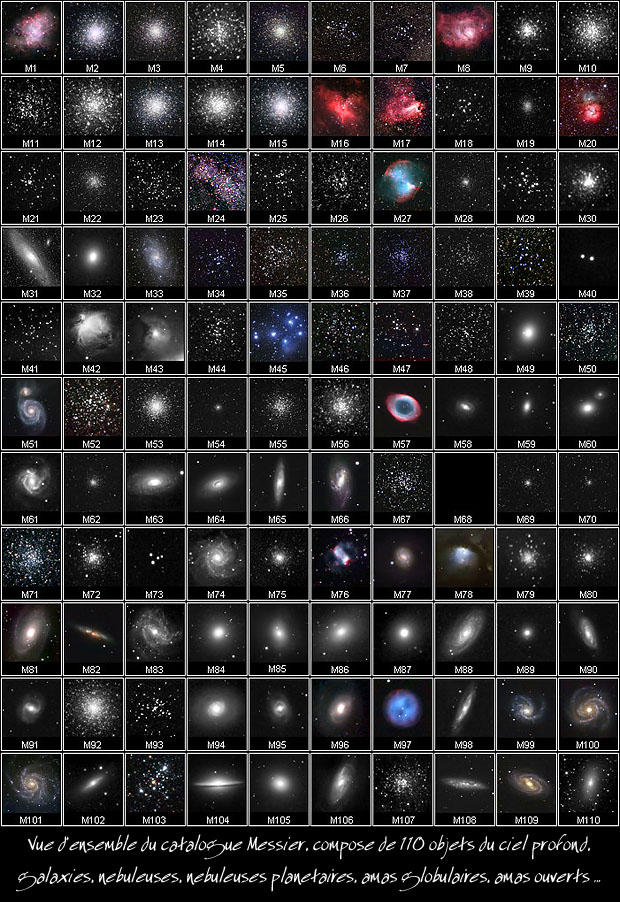 M1 M2 M3 M4 M5 M6 M7 M8 M9 M10
M11 M12 M13 M14 M15 M16 M17 M18 M19 M20
M21 M22 M23 M24 M25 M26 M27 M28 M29 M30
M31 M32 M33 M34 M35 M36 M37 M38 M39 M40
M41 M42 M43 M44 M45 M46 M47 M48 M49 M50
M51 M52 M53 M54 M55 M56 M57 M58 M59 M60
M61 M62 M63 M64 M65 M66 M67 M68 M69 M70
M71 M72 M73 M74 M75 M76 M77 M78 M79 M80
M81 M82 M83 M84 M85 M86 M87 M88 M89 M90
M91 M92 M93 M94 M95 M96 M97 M98 M99 M100
M101 M102 M103 M104 M105 M106 M107 M108 M109 M110
Vue d'ensemble du catalogue Messier, compose de 110 objets du ciel profond,
galaxies, nebuleuses, nebuleuses planetaires, amas globulaires, amas ouverts ...